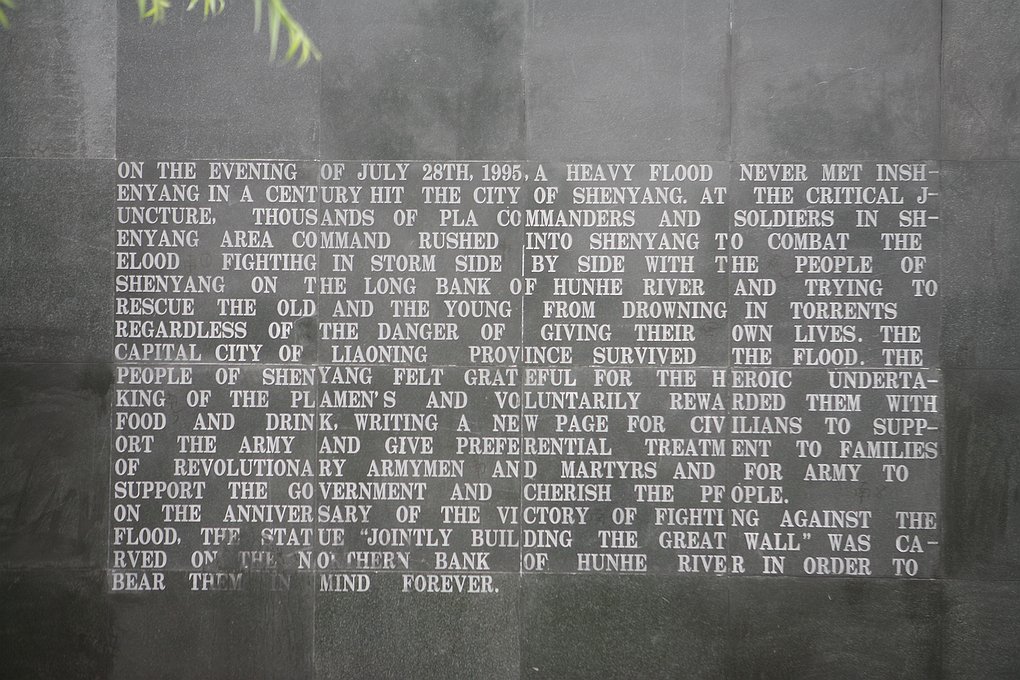 ON THE EVENING OF JULY 28TH, 1995, A HEAVY FLOOD NEVER MET INSH-
ENYANG IN A CENTURY HIT THE CITY OF SHENYANG. AT THE CRITICAL J-
UNCTURE, THOUSANDS OF PLA COMMANDERS AND SOLDIERS IN SH-
ENYANG AREA COMMAND RUSHED INTO SHENYANG TO COMBAT THE
ELOOD FIGHTIHG IN STORM SIDE BY SIDE WITH THE PEOPLE OF
SHENYANG ON THE LONG BANK OF HUNHE RIVER AND TRYING TO
RESCUE THE OLD AND THE YOUNG FROM DROWNING IN TORRENTS
REGARDLESS OF THE DANGER OF GIVING THEIR OWN LIVES. THE
CAPITAL CITY OF LIAONING PROVINCE SURVIVED THE FLOOD. THE
PEOPLE OF SHENYANG FELT GRATEFUL FOR THE HEROIC UNDERTA-
KING OF THE PLAMEN'S AND VOLUNTARILY REWARDED THEM WITH
FOOD AND DRINK, WRITING A NEW PAGE FOR CIVILIANS TO SUPP-
ORT THE ARMY AND GIVE PREFERENTIAL TREATMENT TO FAMILIES
OF REVOLUTIONARY ARMYMEN AND MARTYRS AND FOR ARMY TO
SUPPORT THE GOVERNMENT AND CHERISH THE PFOPLE.
ON THE ANNIVERSARY OF THE VICTORY OF FIGHTING AGAINST THE
FLOOD, THE STATUE "JOINTLY BUILDING THE GREAT WALL" WAS CA-
RVED ON THE NORTHERN BANK OF HUNHE RIVER IN ORDER TO
BEAR THEM IN MIND FOREVER.